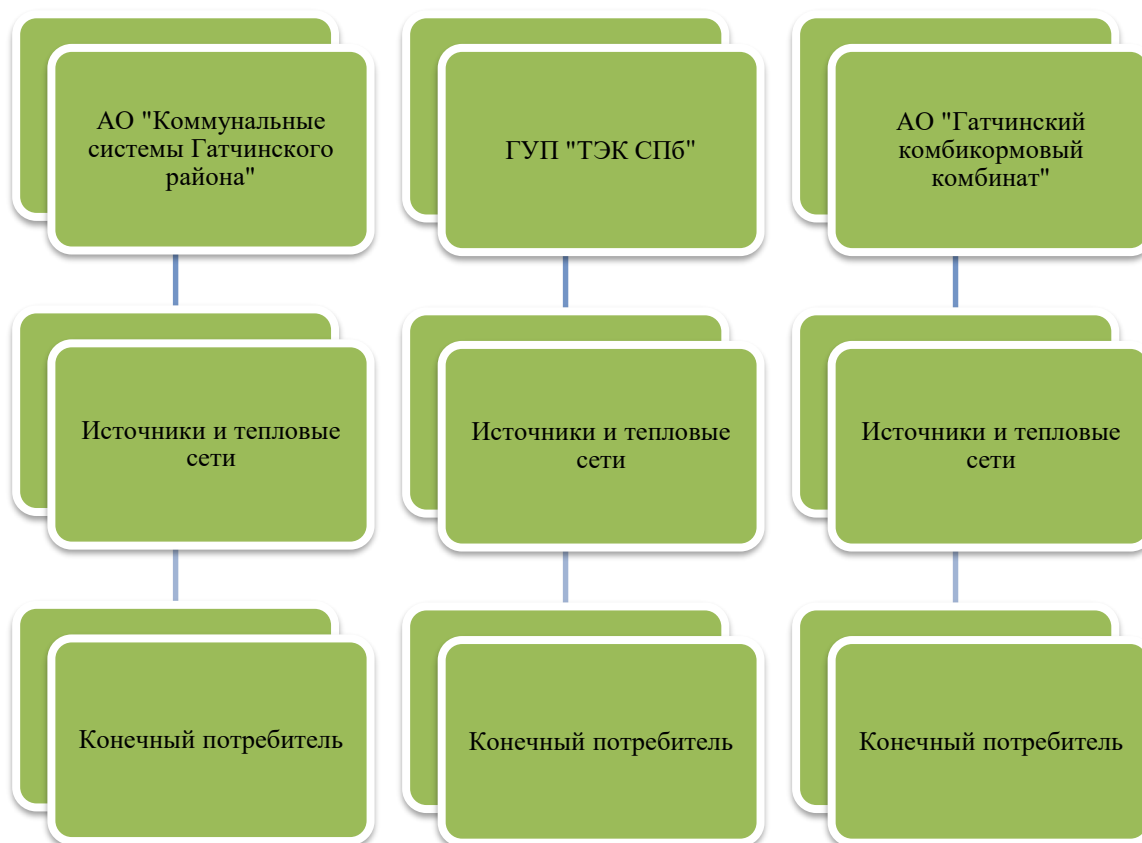 АО "Коммунальные
системы Гатчинского
района"
ГУП "ТЭК СПб"
АО "Гатчинский
комбикормовый
комбинат"
Источники и тепловые
сети
Источники и тепловые
сети
Источники и тепловые
сети
Конечный потребитель
Конечный потребитель
Конечный потребитель